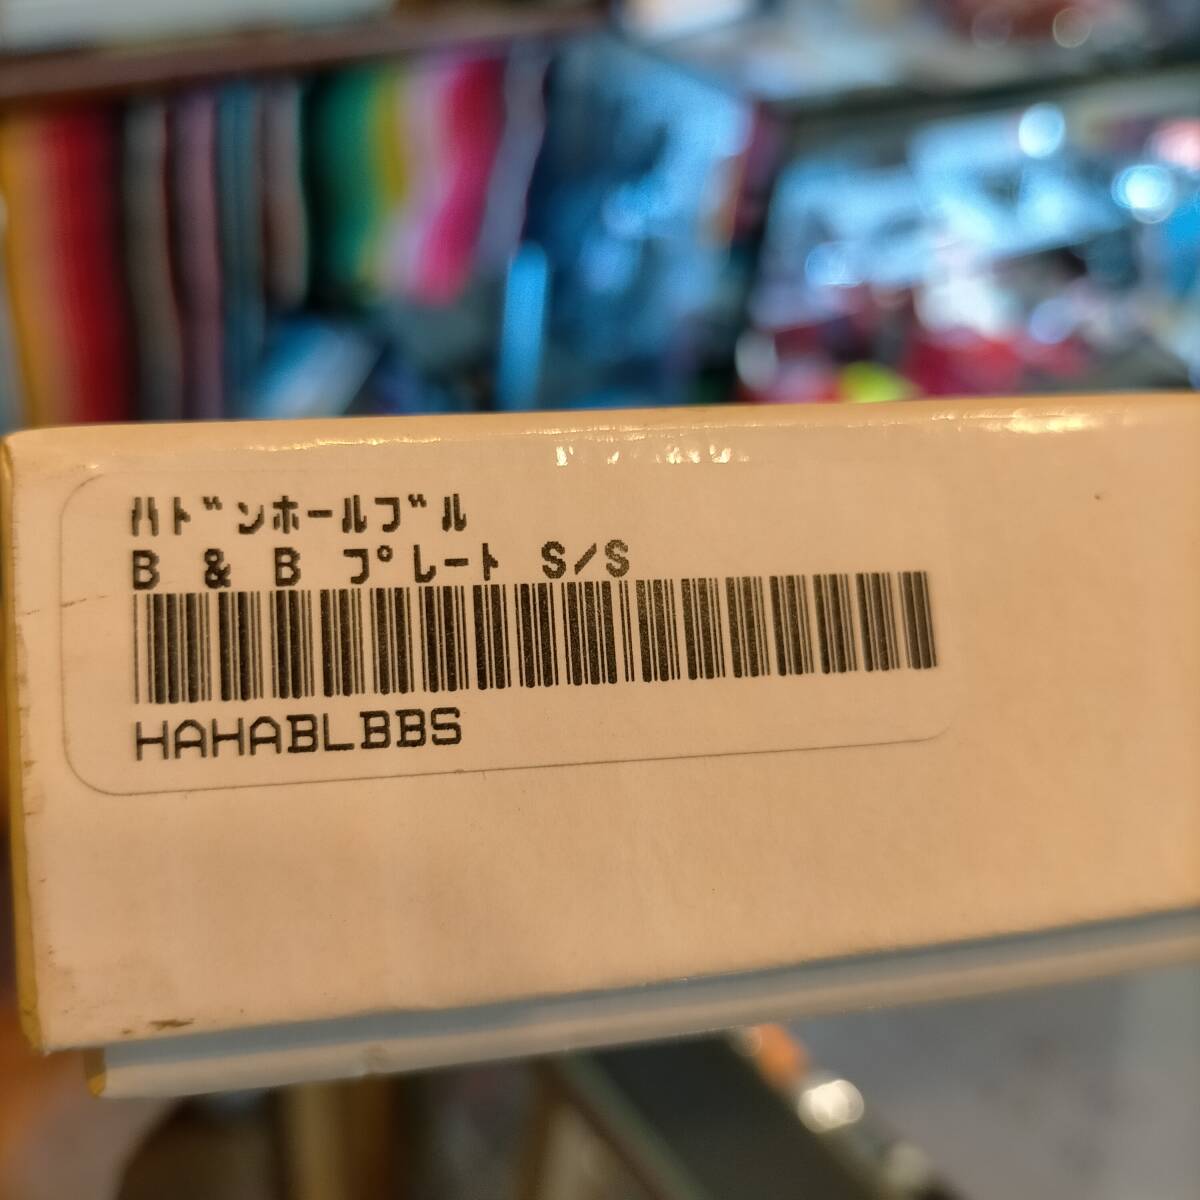 ﾊﾄﾞﾝﾎｰﾙﾌﾞﾙ
B & B ﾌﾟﾚｰﾄ S/S
HAHABLBBS